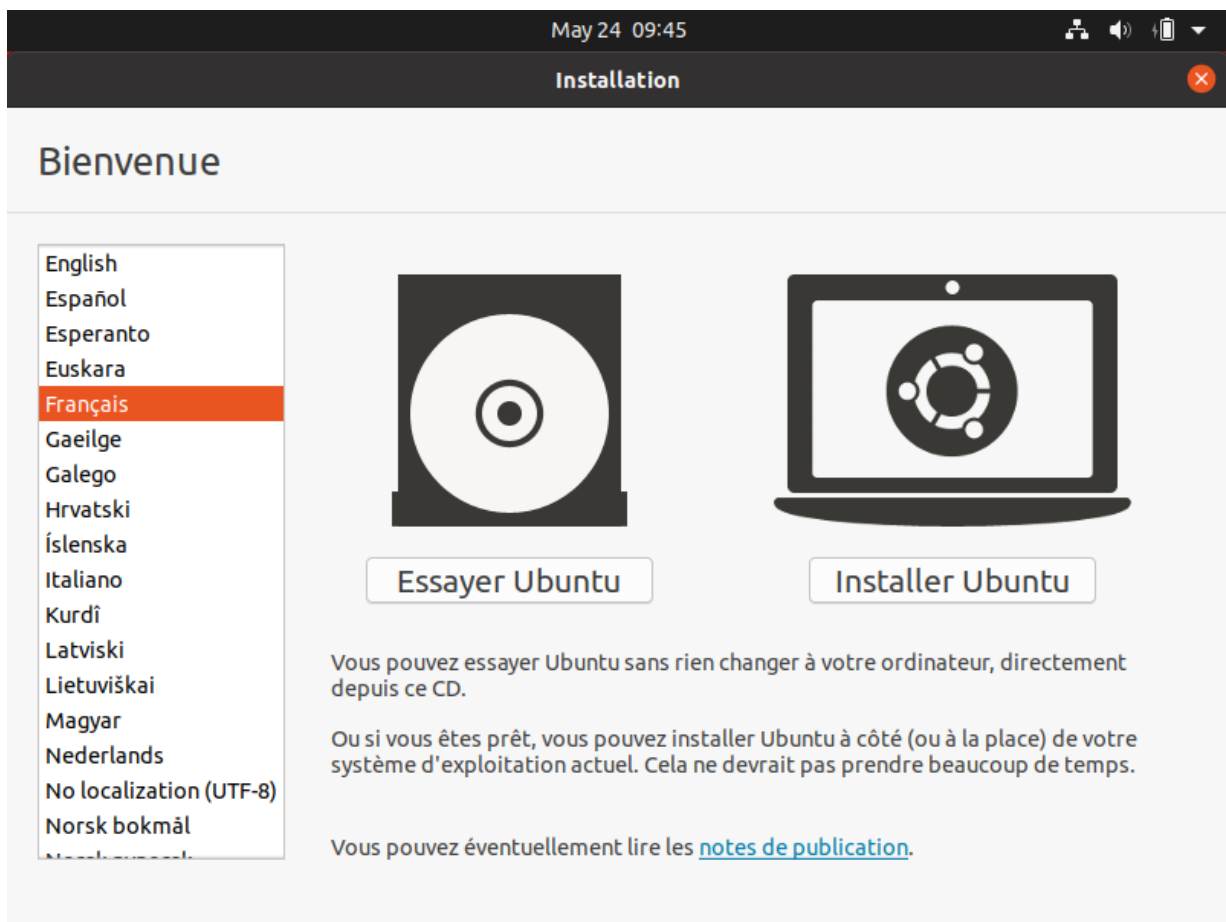 May 24 09:45
Installation
Bienvenue
English
Español
Esperanto
Euskara
Français
Gaeilge
Galego
Hrvatski
Íslenska
Italiano
Kurdî
Latviski
Lietuviškai
Magyar
Nederlands
No localization (UTF-8)
Norsk bokmål
Essayer Ubuntu
Installer Ubuntu
Vous pouvez essayer Ubuntu sans rien changer à votre ordinateur, directement
depuis ce CD.
Ou si vous êtes prêt, vous pouvez installer Ubuntu à côté (ou à la place) de votre
système d'exploitation actuel. Cela ne devrait pas prendre beaucoup de temps.
Vous pouvez éventuellement lire les notes de publication.